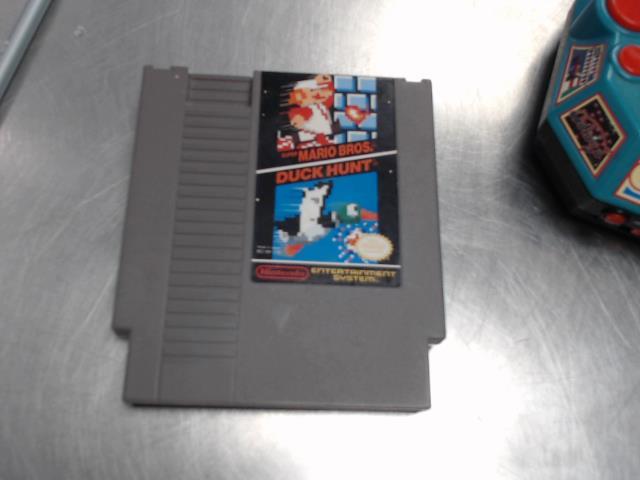 SUPER MARIO BROS.
DUCK HUNT
Nintendo ENTERTAINMENT
SYSTEM